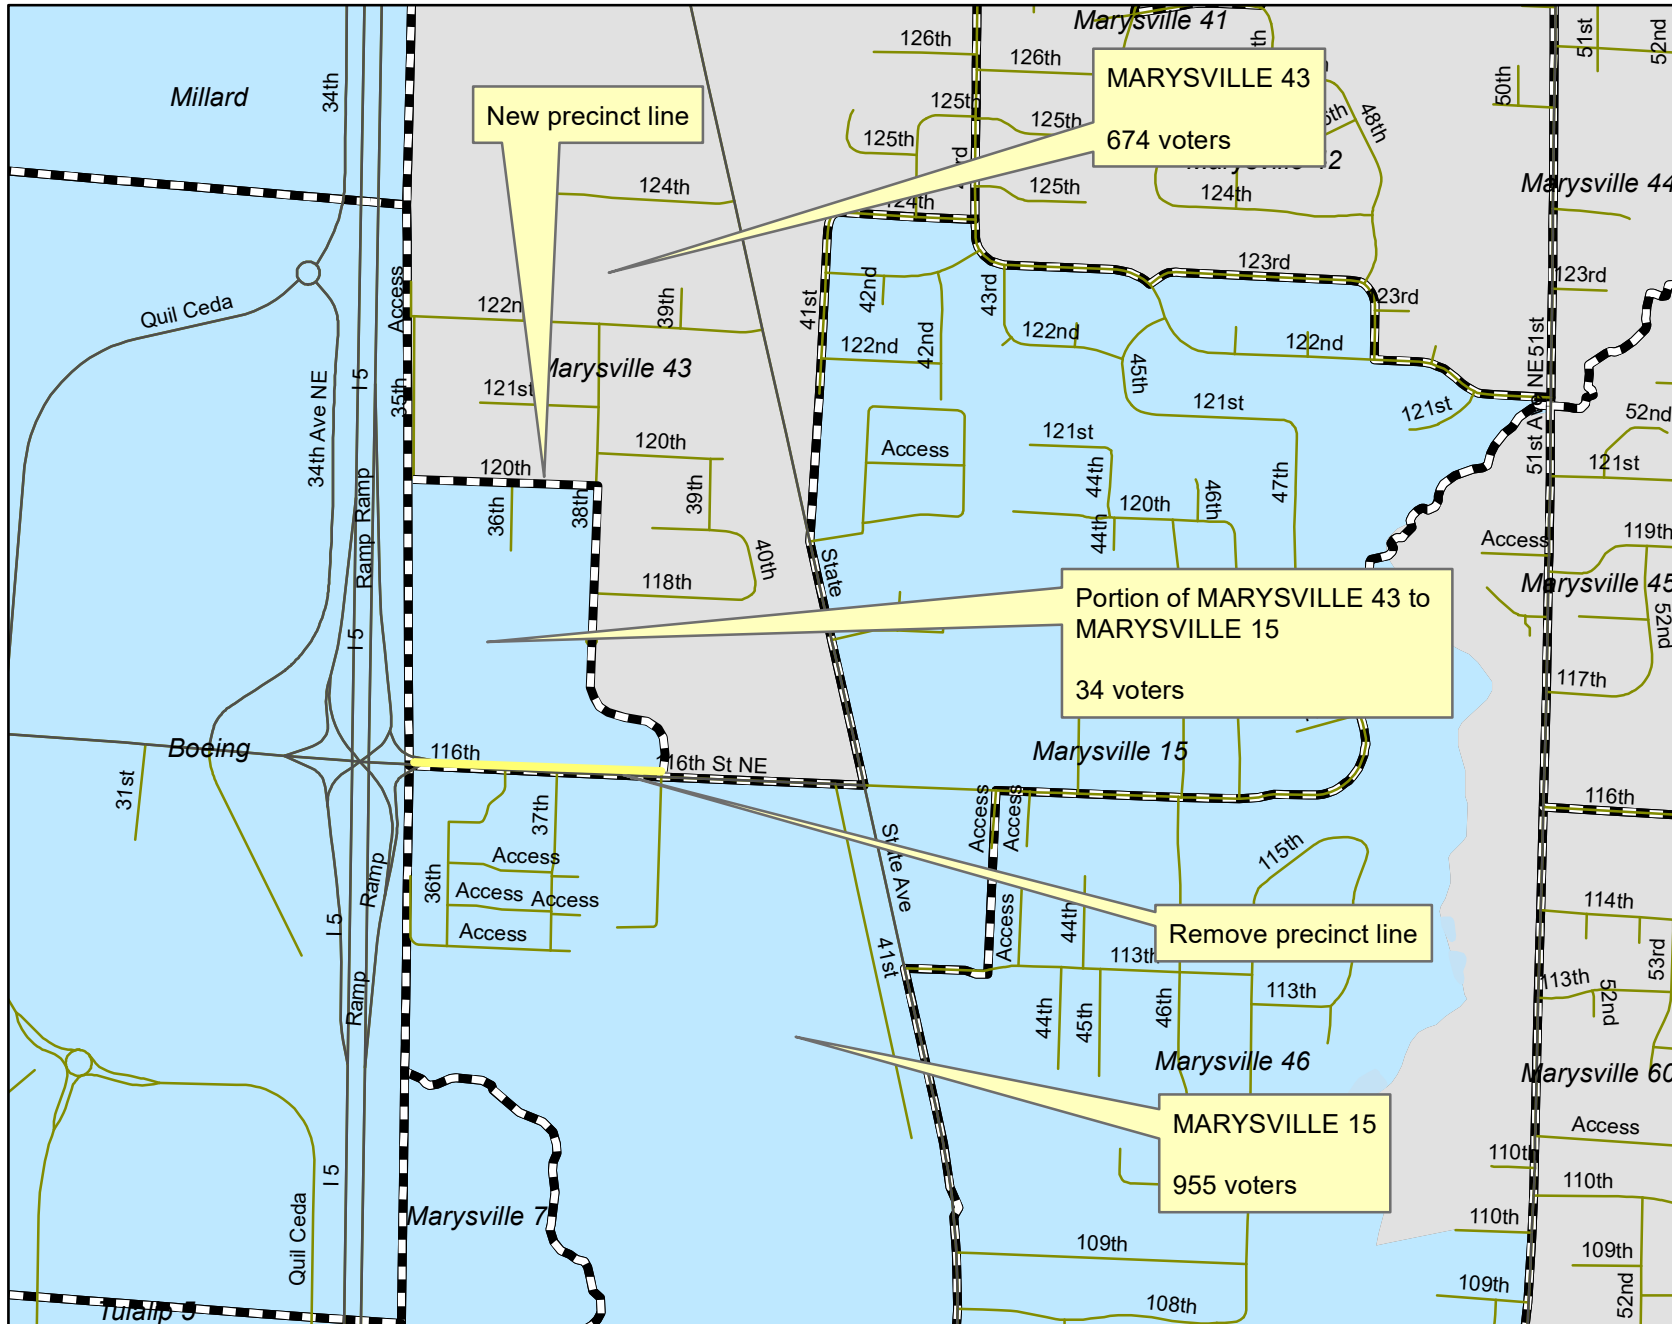 Marysville 41
126th
126th
th
51st
52nd
34th
Millard
New precinct line
MARYSVILLE 43
674 voters
50th
125th
125th
125th
48th
124th
125th
124th
124th
Marysville 44
Quil Ceda
Access
122n
39th
41st
42nd
43rd
123rd
23rd
123rd
42nd
122nd
122nd
122nd
51st
Marysville 43
35th
I 5
34th Ave NE
121st
45th
121st
121st
51st Ave NE
52nd
120th
120th
36th
38th
39th
40th
118th
Access
121st
44th
44th
120th
46th
47th
121st
Ramp
Ramp
I 5
State
Access
119th
Marysville 45
52nd
117th
Portion of MARYSVILLE 43 to
MARYSVILLE 15
34 voters
Boeing
116th
16th St NE
Marysville 15
31st
37th
36th
Access
Access
Access
Access
State Ave
Access
Access
Access
115th
116th
Ramp
I 5
Ramp
41st
44th
113th
Remove precinct line
114th
53rd
113th
52nd
44th
45th
46th
113th
Marysville 46
Marysville 60
MARYSVILLE 15
955 voters
Access
110th
110th
110th
I 5
Quil Ceda
Marysville 7
109th
109th
109th
52nd
108th
Tulalip 5